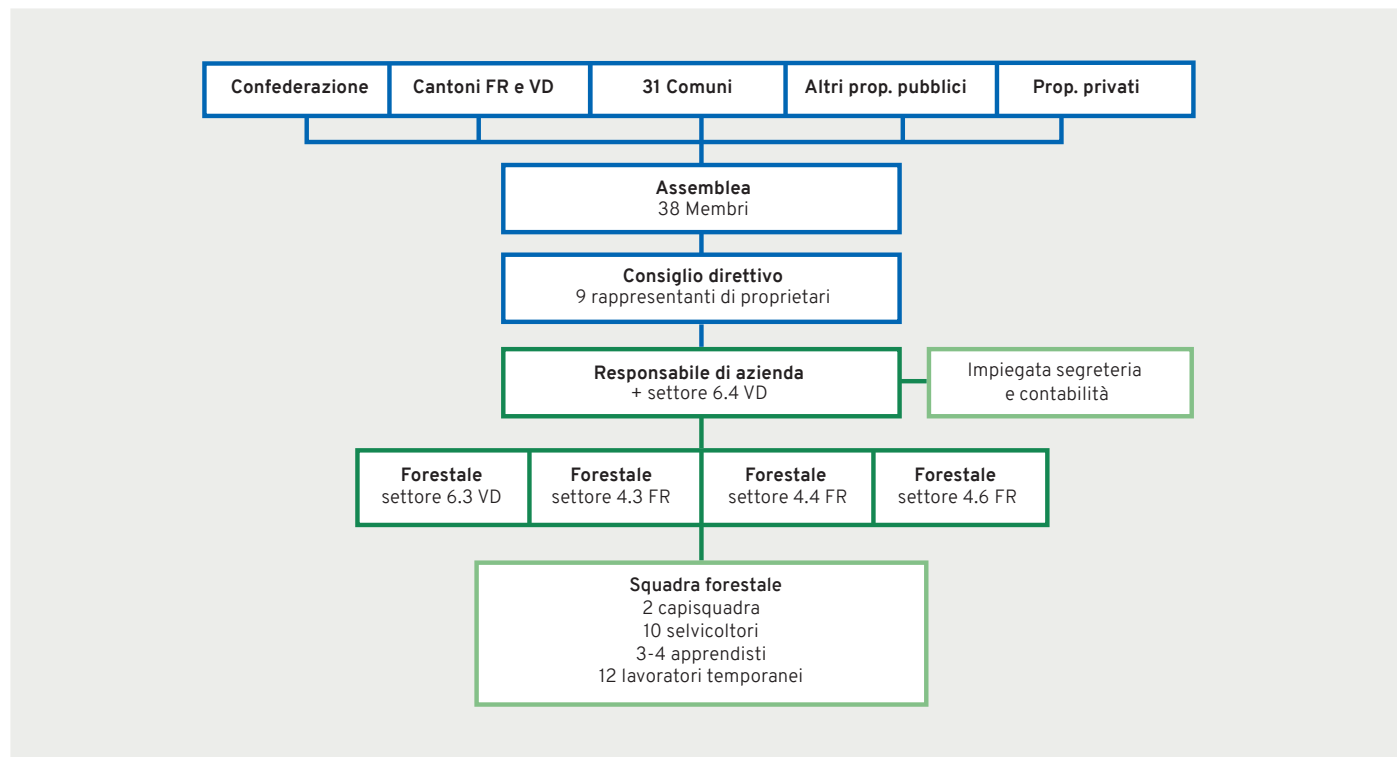 Confederazione
Cantoni FR e VD
31 Comuni
Altri prop. pubblici
Prop. privati
Assemblea
38 Membri
Consiglio direttivo
9 rappresentanti di proprietari
Responsabile di azienda
+ settore 6.4 VD
Impiegata segreteria
e contabilità
Forestale
settore 6.3 VD
Forestale
settore 4.3 FR
Forestale
settore 4.4 FR
Forestale
settore 4.6 FR
Squadra forestale
2 capisquadra
10 selvicoltori
3-4 apprendisti
12 lavoratori temporanei